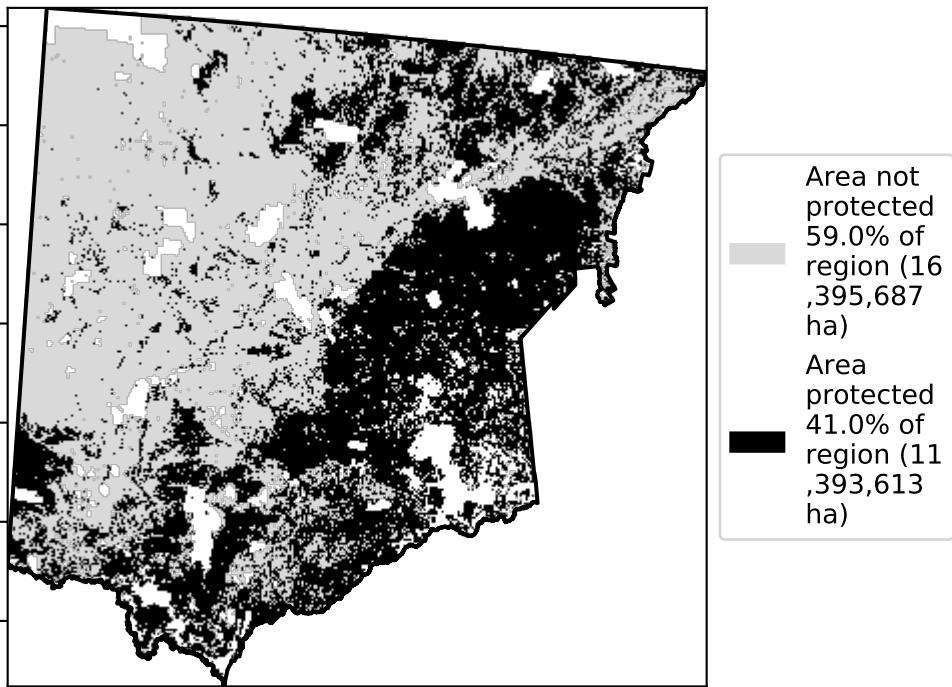 Area not
protected
59.0% of
region (16
,395,687
ha)
Area
protected
41.0% of
region (11
,393,613
ha)